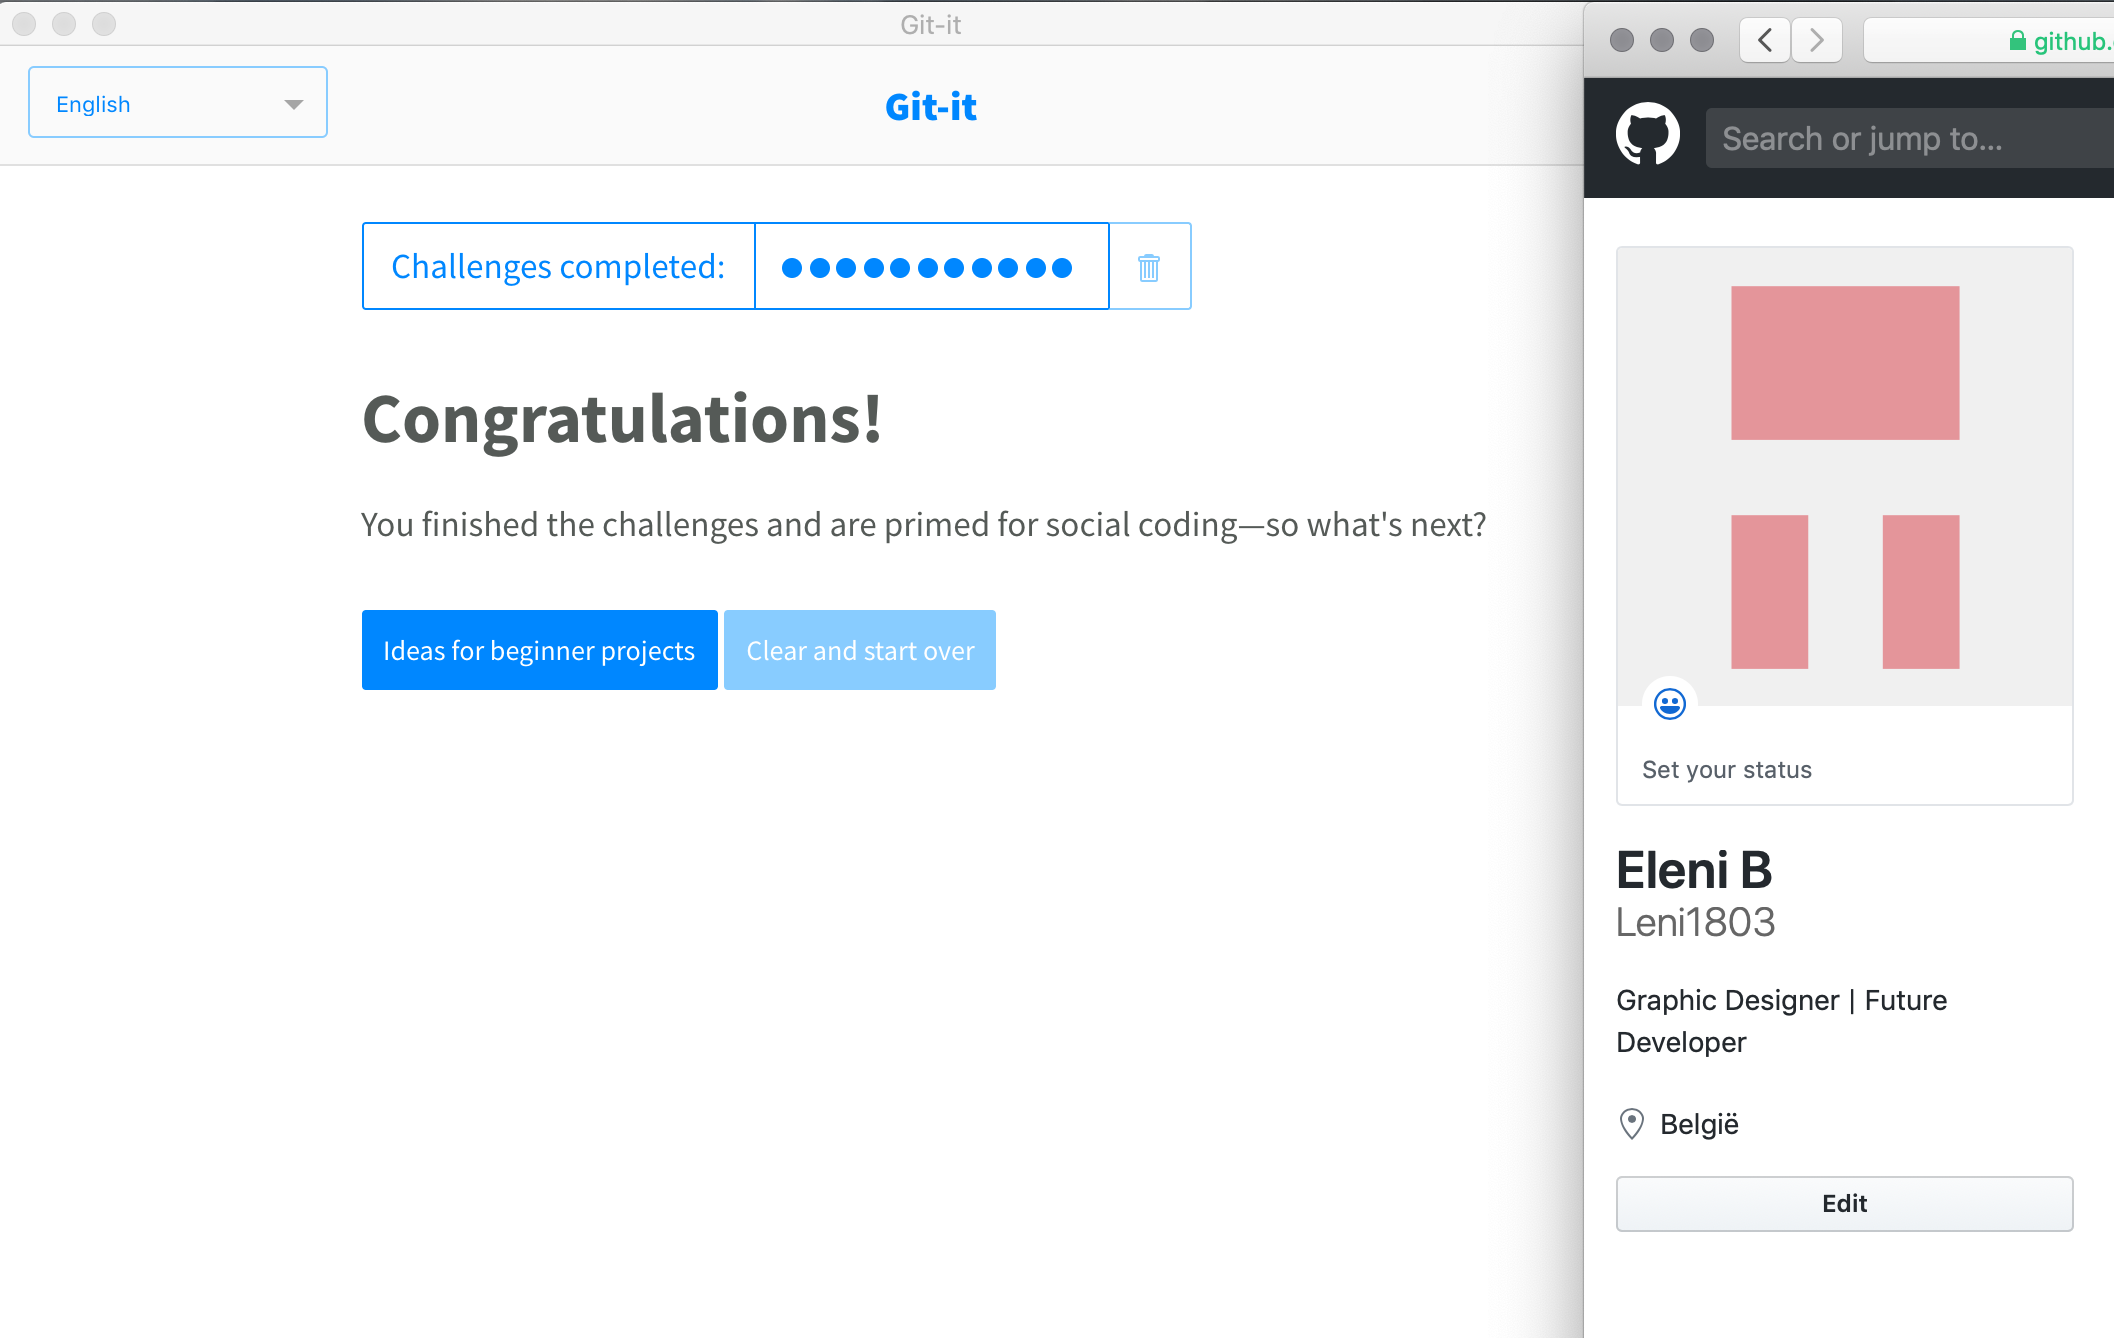 Git-it
English
Git-it
Challenges completed:
Congratulations!
You finished the challenges and are primed for social coding—so what's next?
Ideas for beginner projects
Clear and start over
github.
Search or jump to...
Set your status
Eleni B
Leni1803
Graphic Designer | Future
Developer
België
Edit